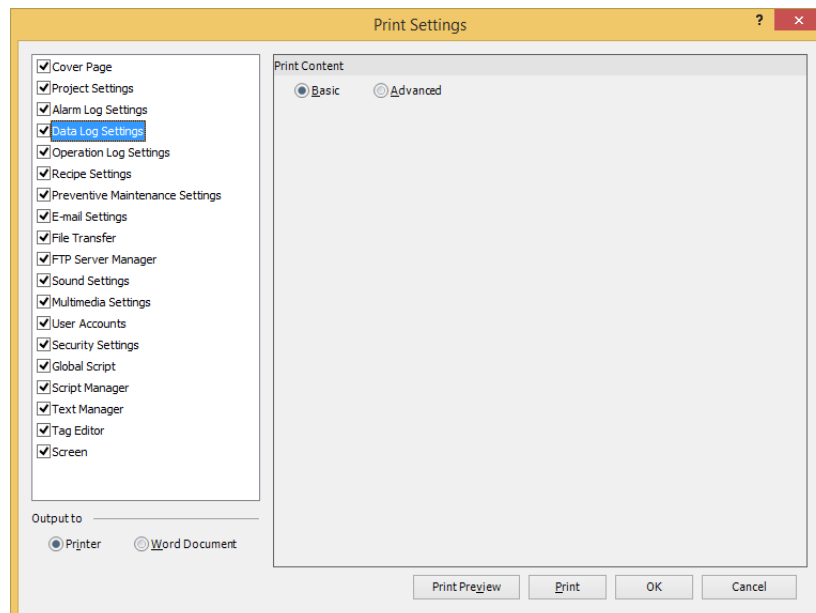 Print Settings
? ×
Cover Page
Project Settings
Alarm Log Settings
Data Log Settings
Operation Log Settings
Recipe Settings
Preventive Maintenance Settings
E-mail Settings
File Transfer
FTP Server Manager
Sound Settings
Multimedia Settings
User Accounts
Security Settings
Global Script
Script Manager
Text Manager
Tag Editor
Screen
Output to
Printer Word Document
Print Content
Basic Advanced
Print Preview Print OK Cancel